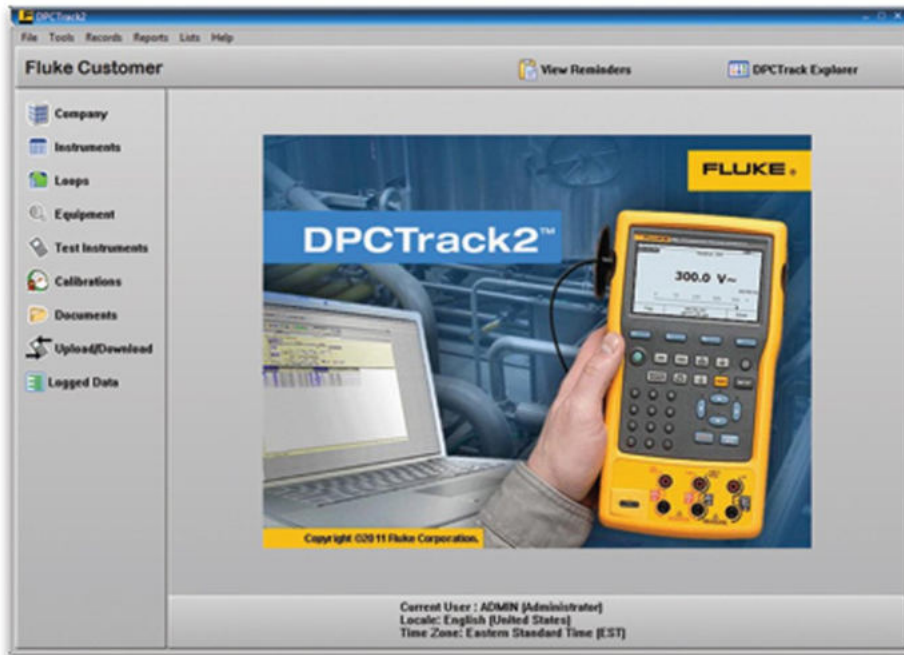 DPCTrack2
File Tools Records Reports Lists Help
Fluke Customer
View Reminders
DPCTrack Explorer
Company
Instruments
Loops
Equipment
Test Instruments
Calibrations
Documents
Upload/Download
Logged Data
FLUKE®
DPCTrack2™
FLUKE
300.0 V~
Copyright ©2011 Fluke Corporation.
Current User : ADMIN (Administrator)
Locale: English (United States)
Time Zone: Eastern Standard Time (EST)